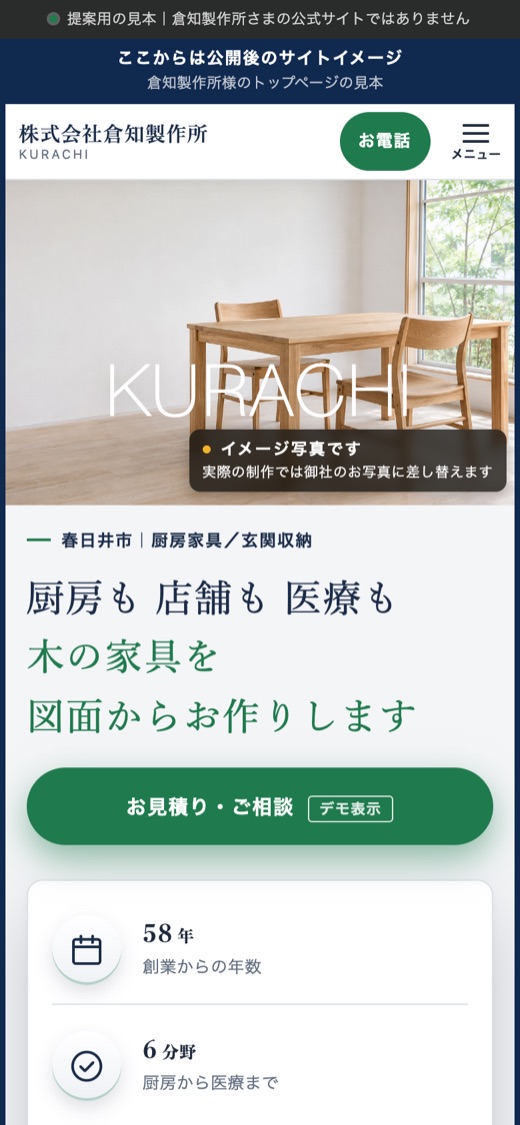 提案用の見本｜倉知製作所さまの公式サイトではありません
ここからは公開後のサイトイメージ
倉知製作所様のトップページの見本
株式会社倉知製作所
KURACHI
お電話
メニュー
KURACHI
イメージ写真です
実際の制作では御社のお写真に差し替えます
春日井市｜厨房家具／玄関収納
厨房も 店舗も 医療も
木の家具を
図面からお作りします
お見積り・ご相談 デモ表示
58 年
創業からの年数
6 分野
厨房から医療まで